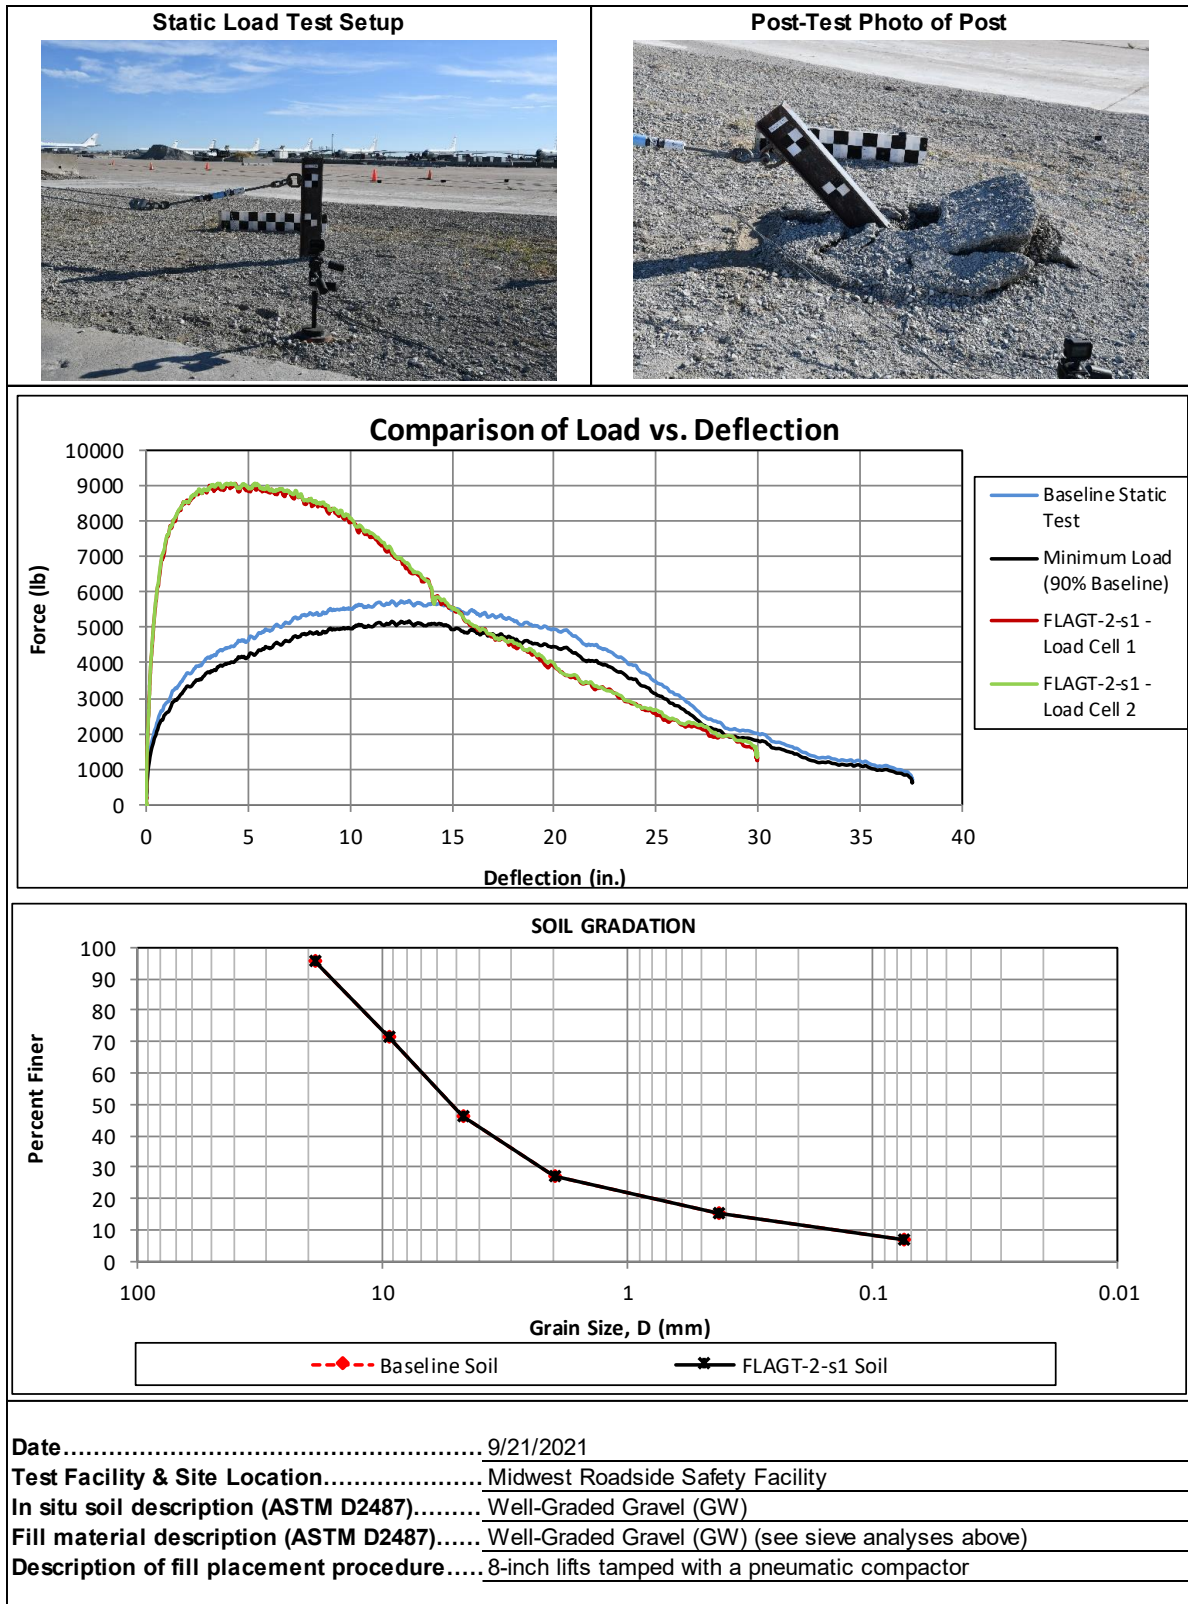 Static Load Test Setup
Post-Test Photo of Post
Comparison of Load vs. Deflection
10000
9000
8000
7000
6000
5000
4000
3000
2000
1000
0
Force (lb)
0 5 10 15 20 25 30 35 40
Deflection (in.)
Baseline Static
Test
Minimum Load
(90% Baseline)
FLAGT-2-s1 -
Load Cell 1
FLAGT-2-s1 -
Load Cell 2
SOIL GRADATION
100
90
80
70
60
50
40
30
20
10
0
Percent Finer
100 10 1 0.1 0.01
Grain Size, D (mm)
Baseline Soil
FLAGT-2-s1 Soil
Date....................................................... 9/21/2021
Test Facility & Site Location..................... Midwest Roadside Safety Facility
In situ soil description (ASTM D2487)......... Well-Graded Gravel (GW)
Fill material description (ASTM D2487)...... Well-Graded Gravel (GW) (see sieve analyses above)
Description of fill placement procedure..... 8-inch lifts tamped with a pneumatic compactor